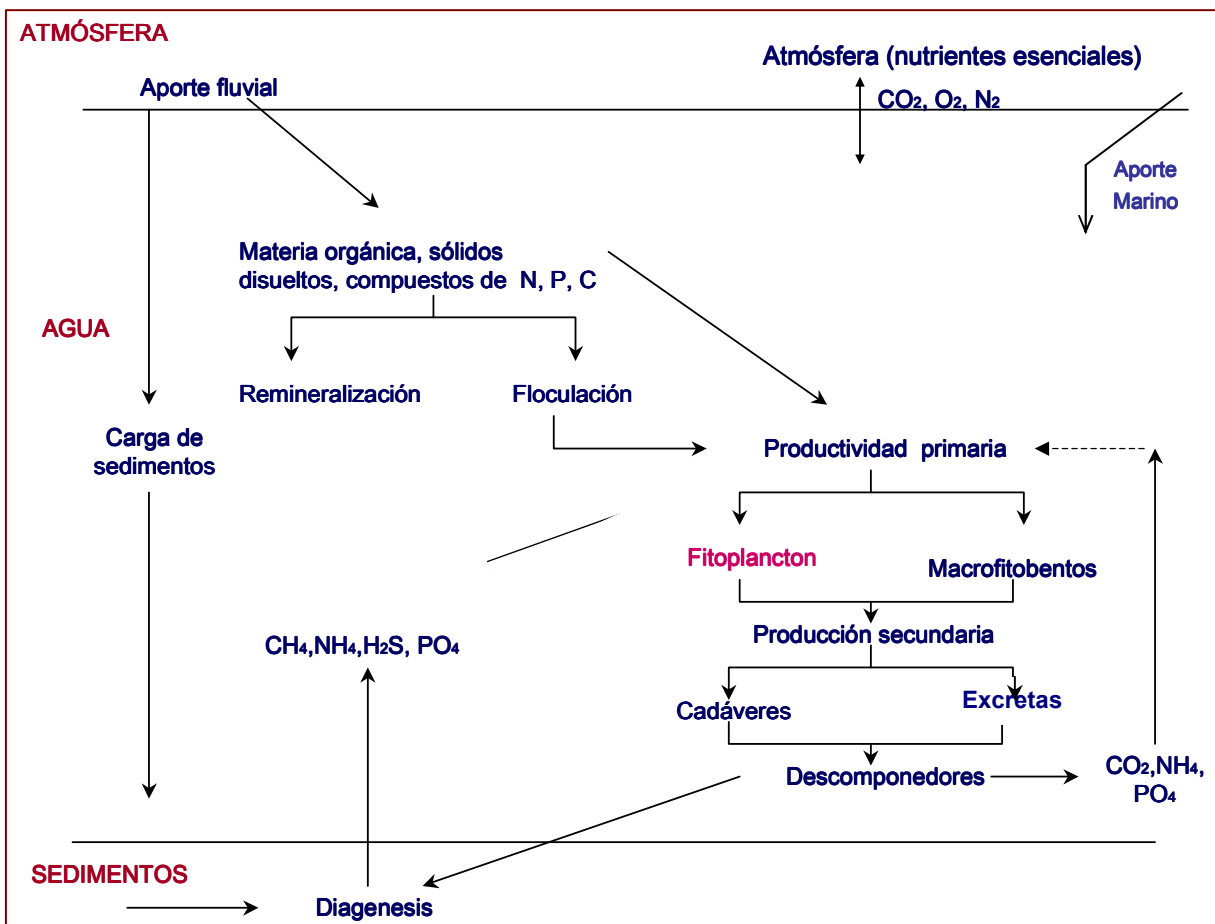 ATMÓSFERA
Atmósfera (nutrientes esenciales)
Aporte fluvial
CO₂, O₂, N₂
Aporte
Marino
Materia orgánica, sólidos
disueltos, compuestos de N, P, C
AGUA
Remineralización
Floculación
Carga de
sedimentos
Productividad primaria
Fitoplancton
Macrofitobentos
Producción secundaria
CH₄,NH₄,H₂S, PO₄
Cadáveres
Excretas
Descomponedores
CO₂,NH₄,
PO₄
SEDIMENTOS
Diagenesis